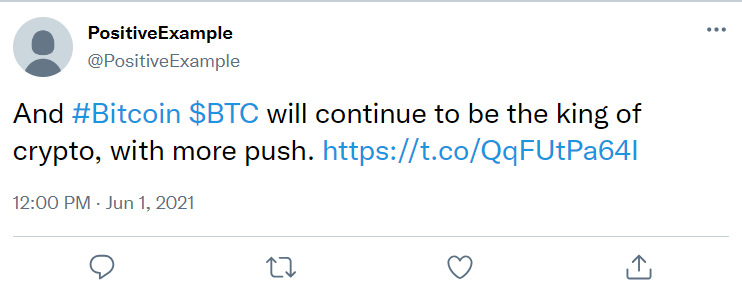 PositiveExample
@PositiveExample
And #Bitcoin $BTC will continue to be the king of
crypto, with more push. https://t.co/QqFUtPa64I
12:00 PM · Jun 1, 2021